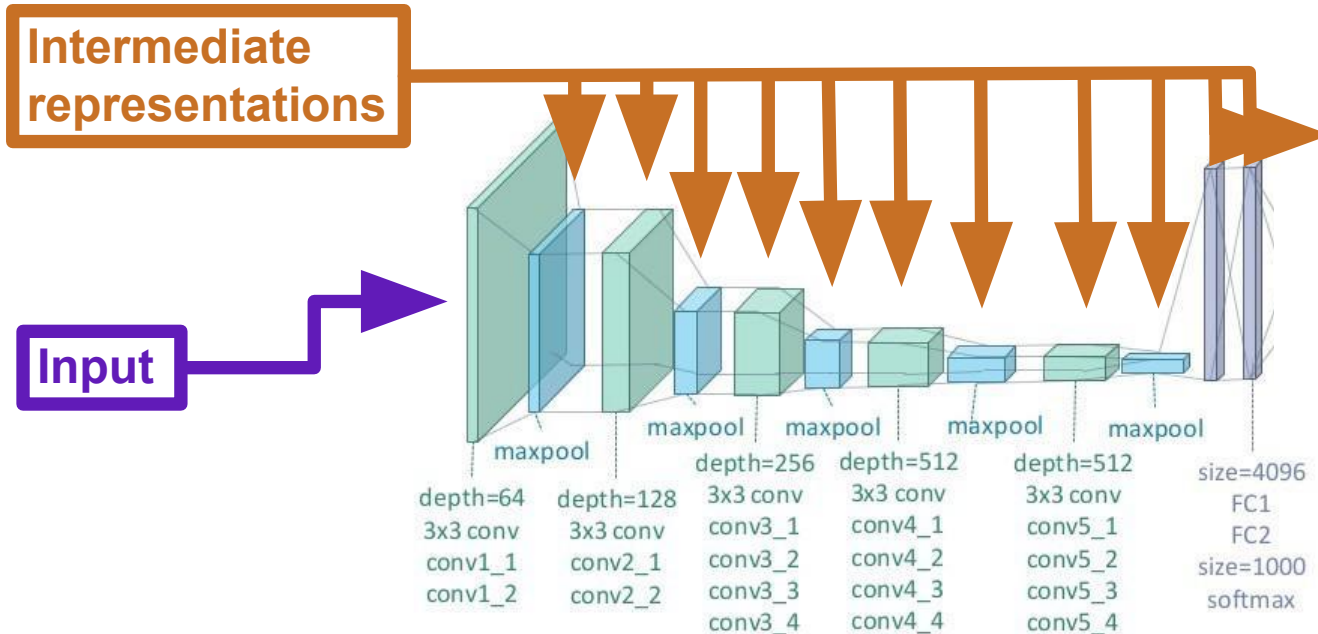 Intermediate
representations
Input
maxpool
maxpool
maxpool
maxpool
maxpool
depth=64
3x3 conv
conv1_1
conv1_2
depth=128
3x3 conv
conv2_1
conv2_2
depth=256
3x3 conv
conv3_1
conv3_2
conv3_3
conv3_4
depth=512
3x3 conv
conv4_1
conv4_2
conv4_3
conv4_4
depth=512
3x3 conv
conv5_1
conv5_2
conv5_3
conv5_4
size=4096
FC1
FC2
size=1000
softmax